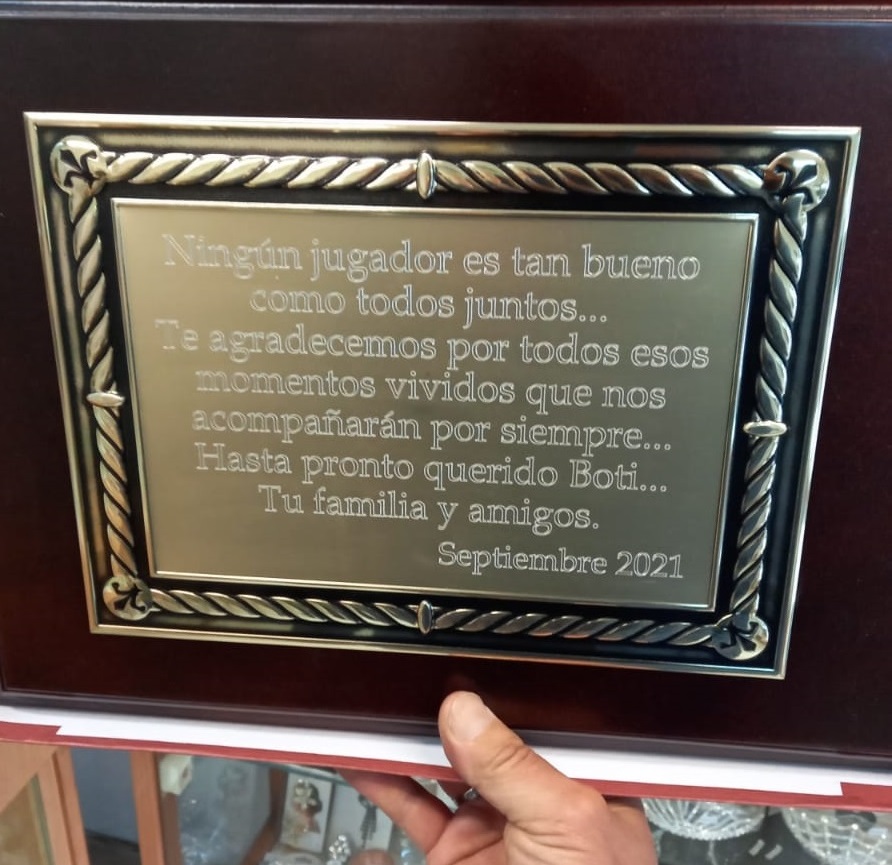 Ningún jugador es tan bueno
como todos juntos...
Te agradecemos por todos esos
momentos vividos que nos
acompañarán por siempre...
Hasta pronto querido Boti...
Tu familia y amigos.
Septiembre 2021